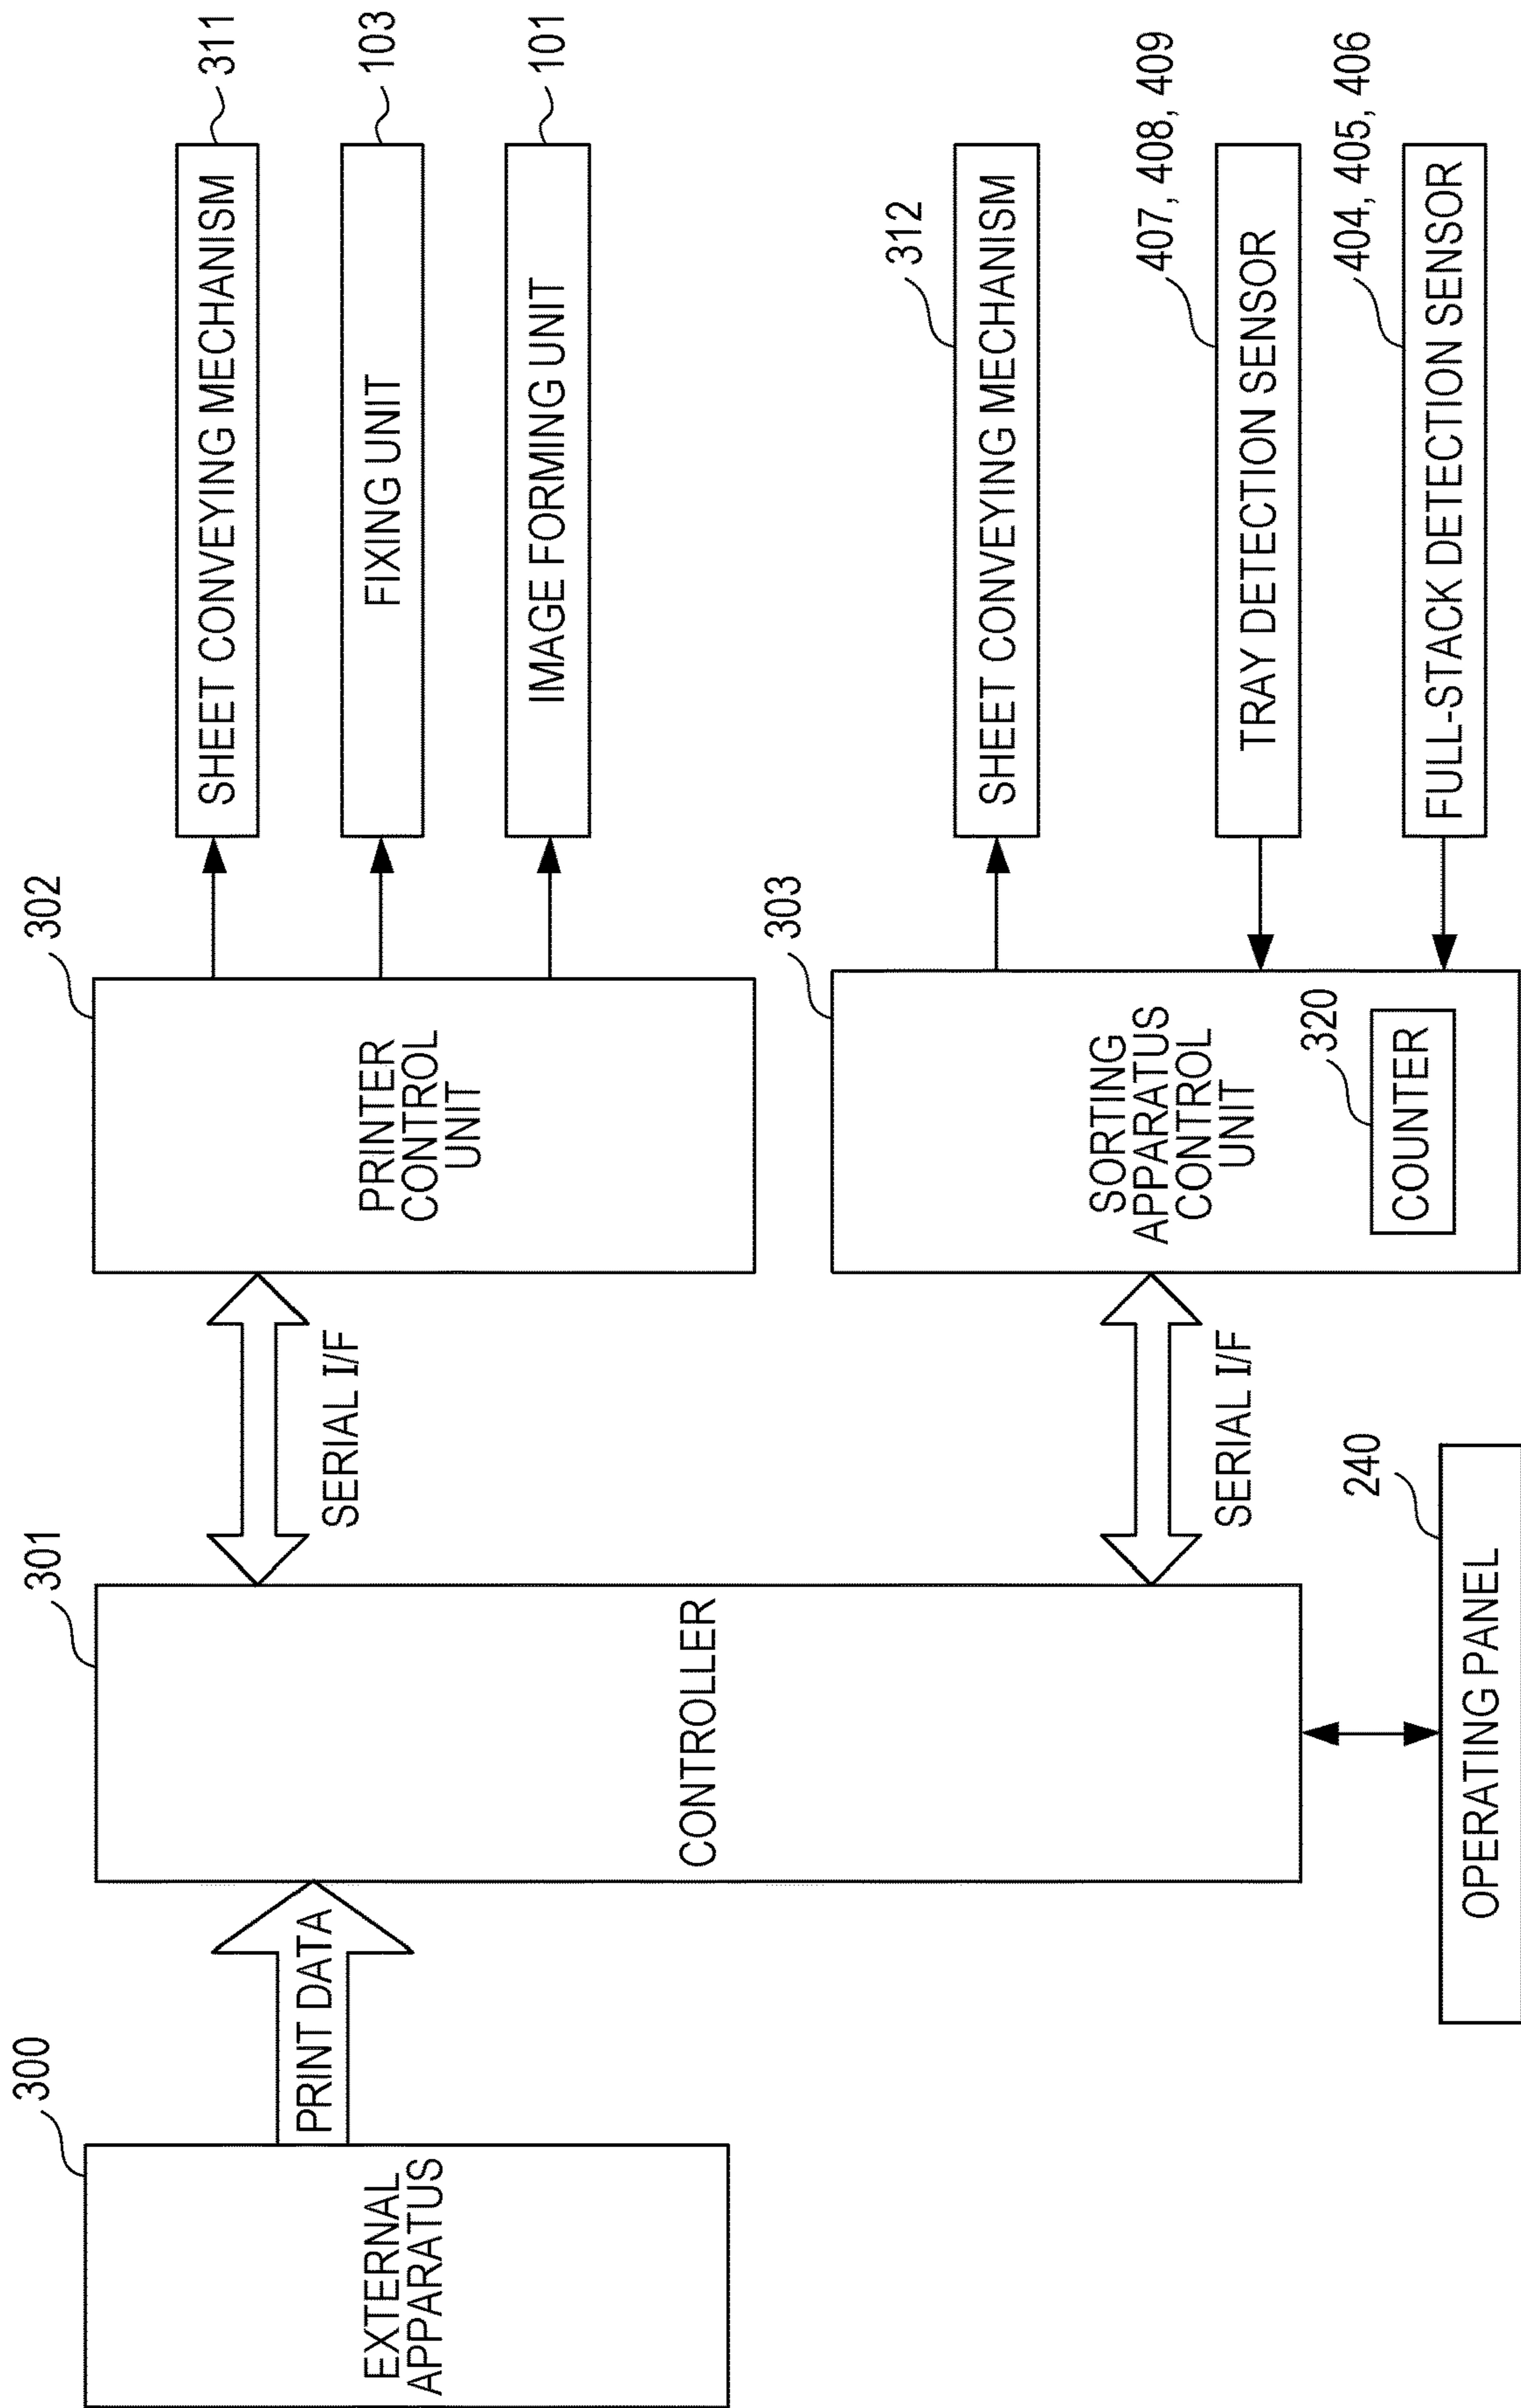 300
EXTERNAL
APPARATUS
PRINT DATA
301
CONTROLLER
SERIAL I/F
SERIAL I/F
240
OPERATING PANEL
302
PRINTER
CONTROL
UNIT
303
SORTING
APPARATUS
CONTROL
UNIT
320
COUNTER
SHEET CONVEYING MECHANISM
311
FIXING UNIT
103
IMAGE FORMING UNIT
101
312
SHEET CONVEYING MECHANISM
407, 408, 409
TRAY DETECTION SENSOR
404, 405, 406
FULL-STACK DETECTION SENSOR